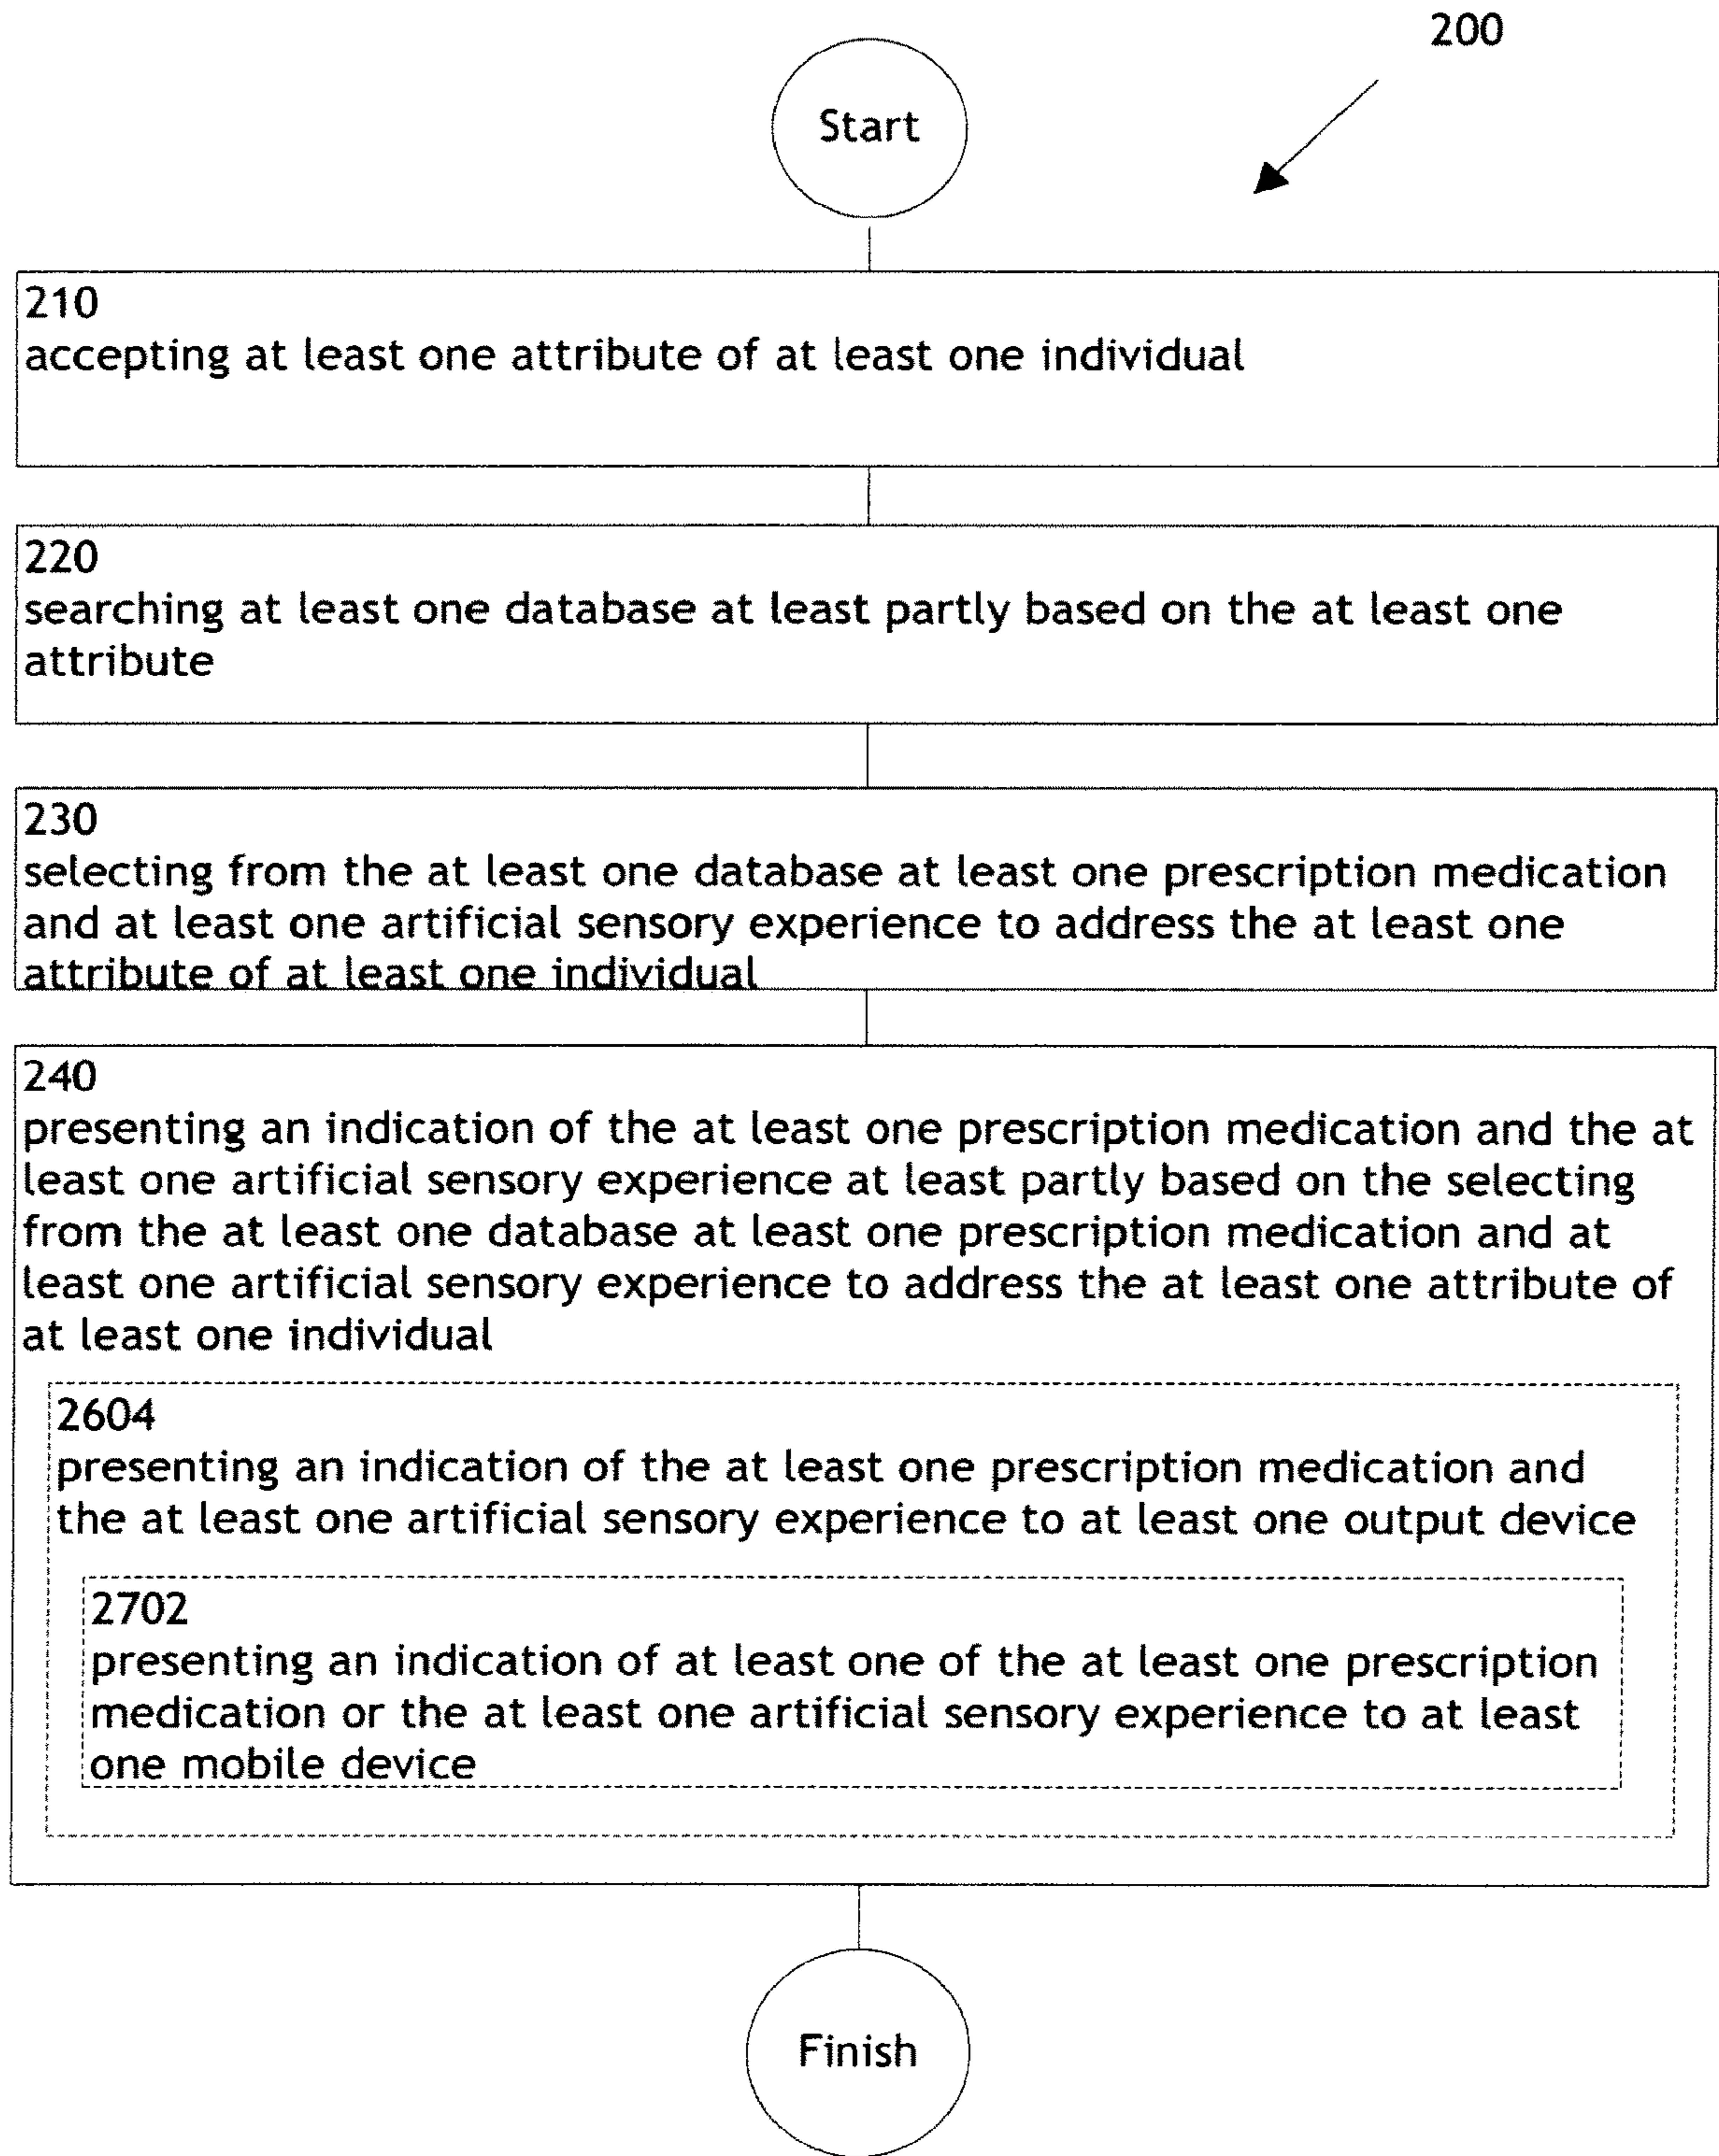 200
Start
210
accepting at least one attribute of at least one individual
220
searching at least one database at least partly based on the at least one
attribute
230
selecting from the at least one database at least one prescription medication
and at least one artificial sensory experience to address the at least one
attribute of at least one individual
240
presenting an indication of the at least one prescription medication and the at
least one artificial sensory experience at least partly based on the selecting
from the at least one database at least one prescription medication and at
least one artificial sensory experience to address the at least one attribute of
at least one individual
2604
presenting an indication of the at least one prescription medication and
the at least one artificial sensory experience to at least one output device
2702
presenting an indication of at least one of the at least one prescription
medication or the at least one artificial sensory experience to at least
one mobile device
Finish